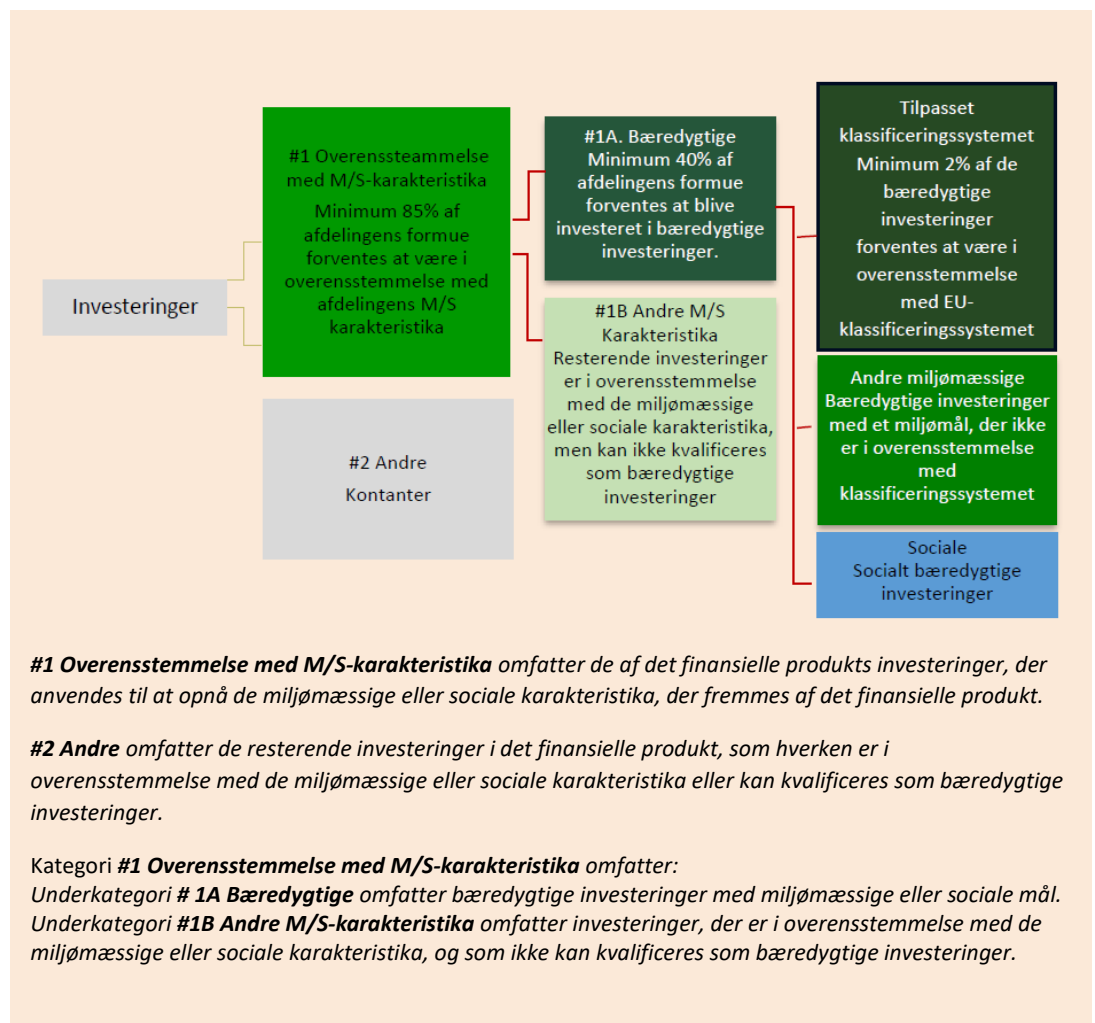 Investeringer
#1 Overenssteammelse
med M/S-karakteristika
Minimum 85% af
afdelingens formue
forventes at være i
overensstemmelse med
afdelingens M/S
karakteristika
#2 Andre
Kontanter
#1A. Bæredygtige
Minimum 40% af
afdelingens formue
forventes at blive
investeret i bæredygtige
investeringer.
#1B Andre M/S
Karakteristika
Resterende investeringer
er i overensstemmelse
med de miljømæssige
eller sociale karakteristika,
men kan ikke kvalificeres
som bæredygtige
investeringer
Tilpasset
klassificeringssystemet
Minimum 2% af de
bæredygtige
investeringer
forventes at være i
overensstemmelse
med EU-
klassificeringssystemet
Andre miljømæssige
Bæredygtige investeringer
med et miljømål, der ikke
er i overensstemmelse
med
klassificeringssystemet
Sociale
Socialt bæredygtige
investeringer
#1 Overensstemmelse med M/S-karakteristika omfatter de af det finansielle produkts investeringer, der
anvendes til at opnå de miljømæssige eller sociale karakteristika, der fremmes af det finansielle produkt.
#2 Andre omfatter de resterende investeringer i det finansielle produkt, som hverken er i
overensstemmelse med de miljømæssige eller sociale karakteristika eller kan kvalificeres som bæredygtige
investeringer.
Kategori #1 Overensstemmelse med M/S-karakteristika omfatter:
Underkategori # 1A Bæredygtige omfatter bæredygtige investeringer med miljømæssige eller sociale mål.
Underkategori #1B Andre M/S-karakteristika omfatter investeringer, der er i overensstemmelse med de
miljømæssige eller sociale karakteristika, og som ikke kan kvalificeres som bæredygtige investeringer.